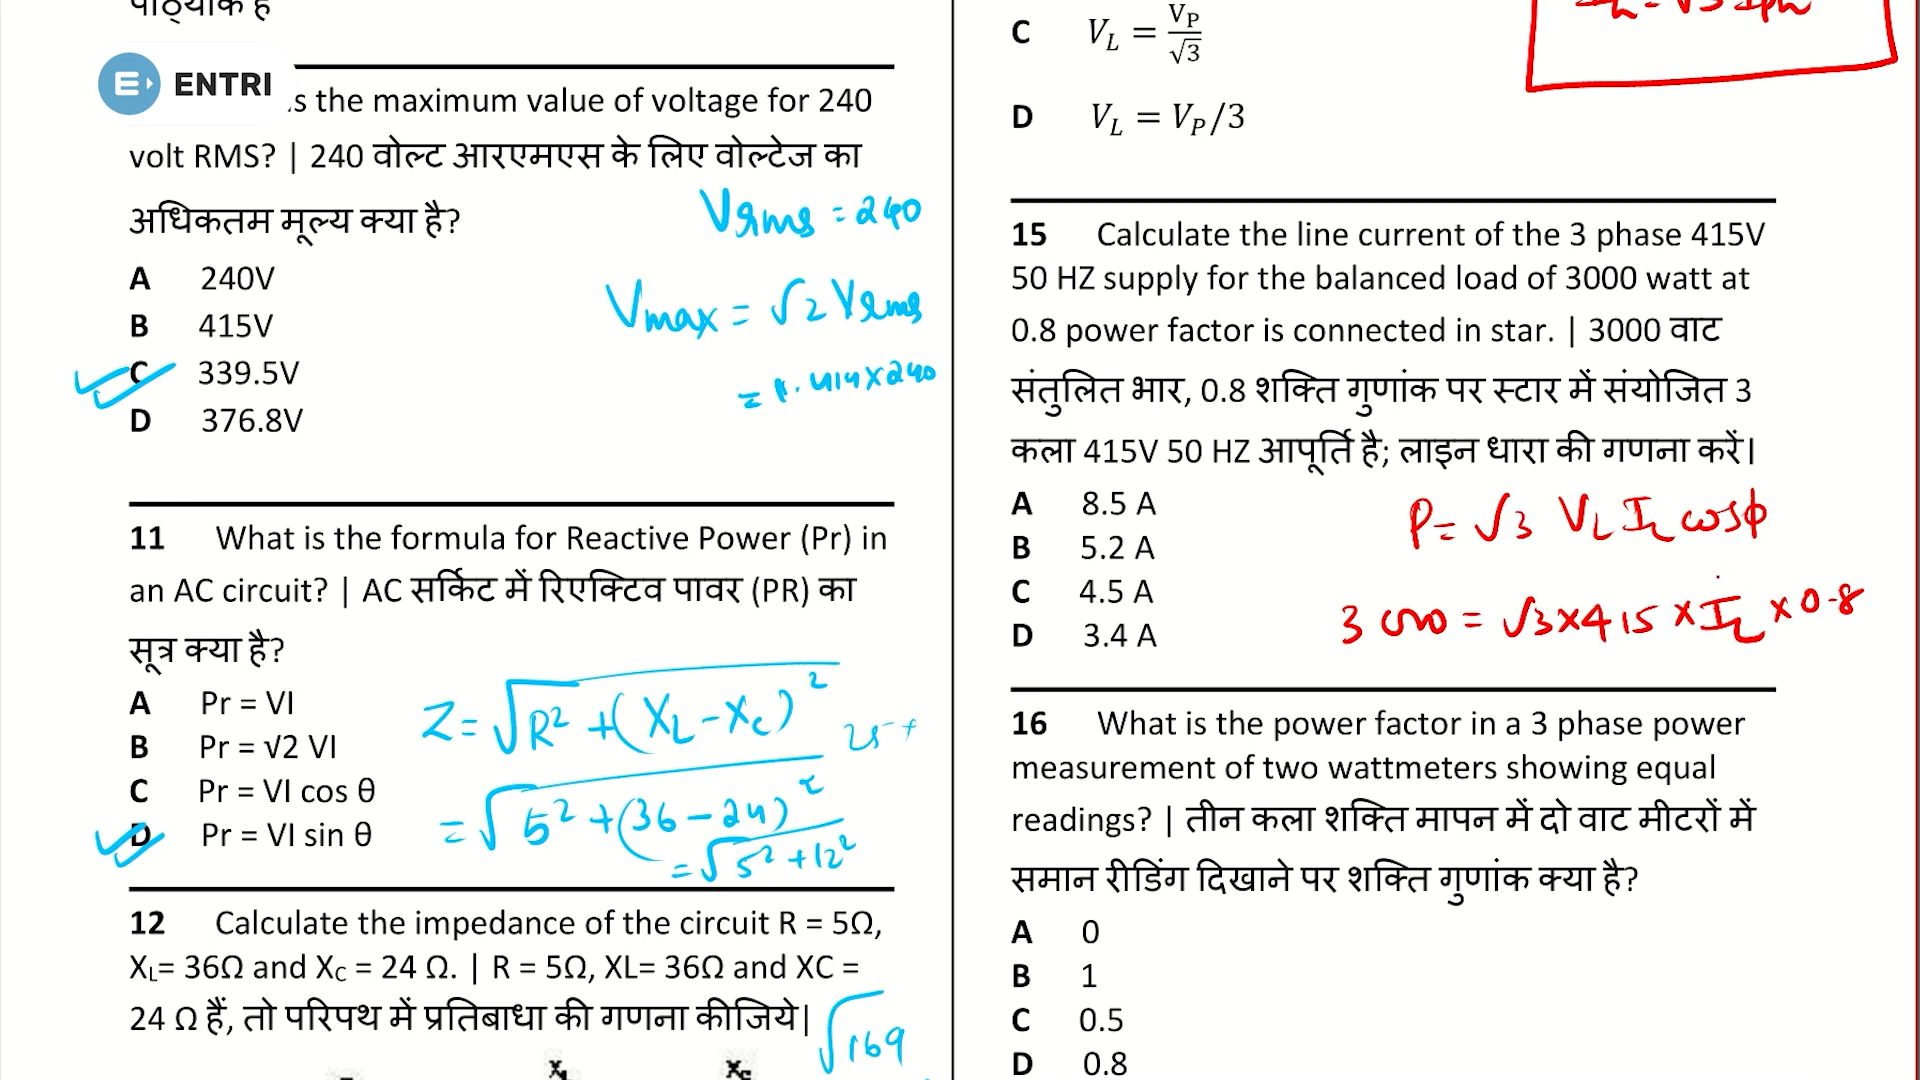 पाठ्यांक है
ENTRI
s the maximum value of voltage for 240
volt RMS? | 240 वोल्ट आरएमएस के लिए वोल्टेज का
अधिकतम मूल्य क्या है?
Vrms = 240
A 240V
B 415V
C 339.5V
D 376.8V
Vmax = √2 Vrms
= 1.414×240
11 What is the formula for Reactive Power (Pr) in
an AC circuit? | AC सर्किट में रिएक्टिव पावर (PR) का
सूत्र क्या है?
A Pr = VI
B Pr = √2 VI
C Pr = VI cos θ
D Pr = VI sin θ
Z = √R² + (XL - Xc)²
25+
= √5² + (36 - 24)²
= √5² + 12²
12 Calculate the impedance of the circuit R = 5Ω,
XL= 36Ω and XC = 24 Ω. | R = 5Ω, XL= 36Ω and XC =
24 Ω हैं, तो परिपथ में प्रतिबाधा की गणना कीजिये|
√169
XL XC
C VL = VP/√3
D VL = VP/3
15 Calculate the line current of the 3 phase 415V
50 HZ supply for the balanced load of 3000 watt at
0.8 power factor is connected in star. | 3000 वाट
संतुलित भार, 0.8 शक्ति गुणांक पर स्टार में संयोजित 3
कला 415V 50 HZ आपूर्ति है; लाइन धारा की गणना करें|
A 8.5 A
B 5.2 A
C 4.5 A
D 3.4 A
P = √3 VL IL cosϕ
3000 = √3×415×IL×0.8
16 What is the power factor in a 3 phase power
measurement of two wattmeters showing equal
readings? | तीन कला शक्ति मापन में दो वाट मीटरों में
समान रीडिंग दिखाने पर शक्ति गुणांक क्या है?
A 0
B 1
C 0.5
D 0.8